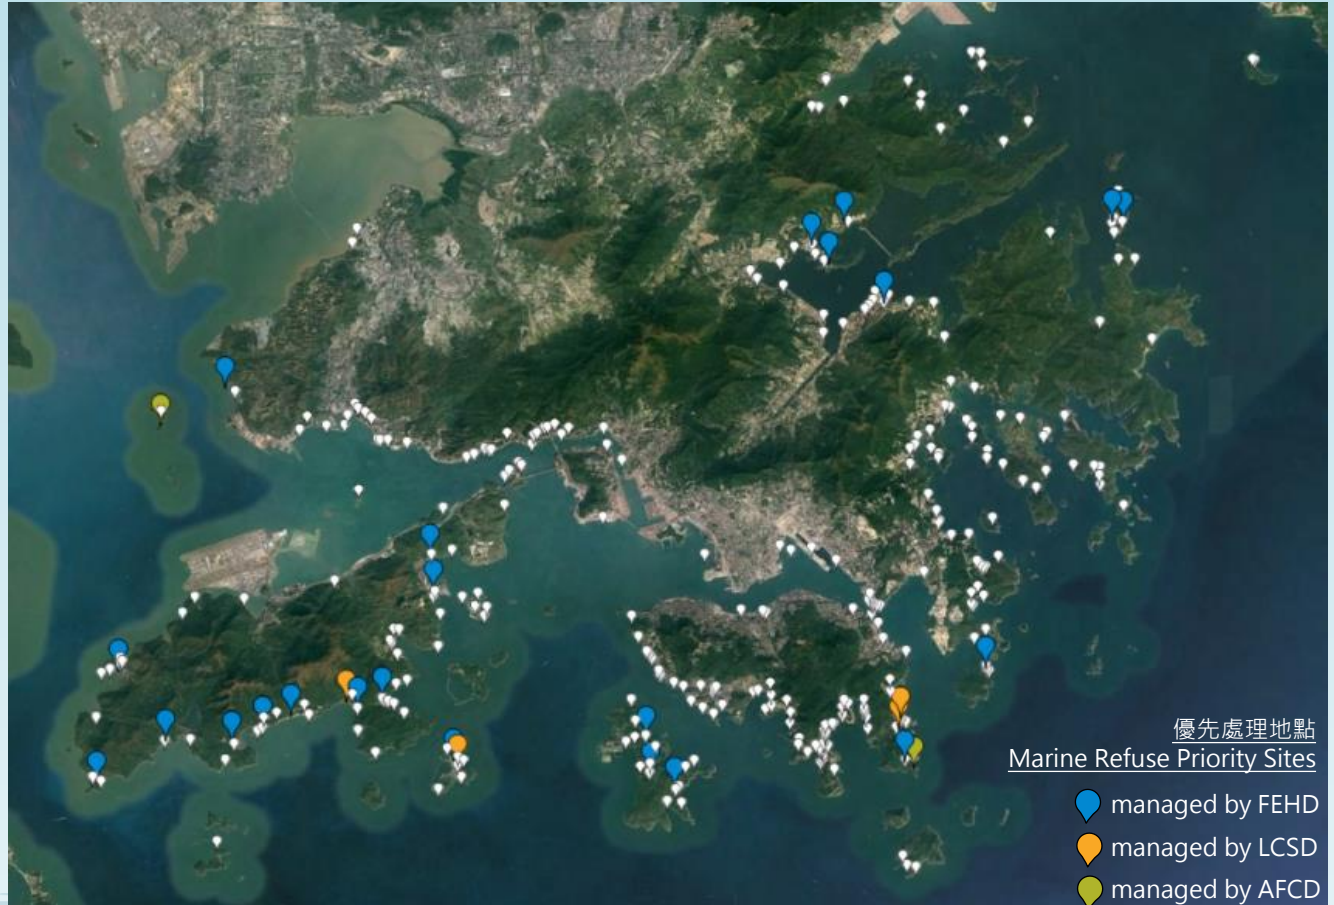 優先處理地點
Marine Refuse Priority Sites
managed by FEHD
managed by LCSD
managed by AFCD